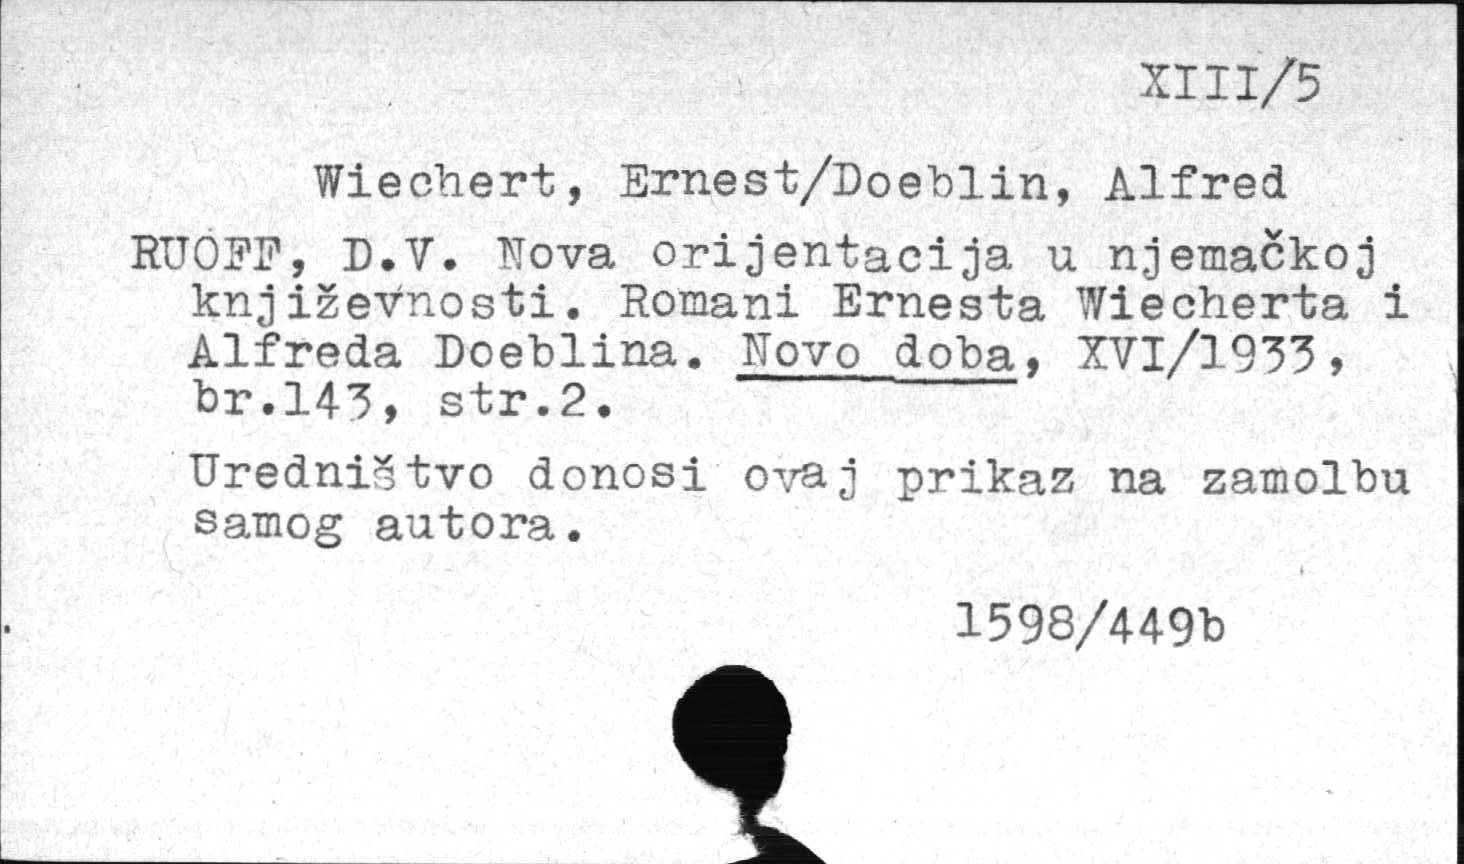 XIII/5
Wiechert, Ernest/Doeblin, Alfred
RUOFF, D.V. Nova orijentacija u njemačkoj
književnosti. Romani Ernesta Wiecherta i
Alfreda Doeblina. Novo doba, XVI/1933,
br.143, str.2.
Uredništvo donosi ovaj prikaz na zamolbu
samog autora.
1598/449b